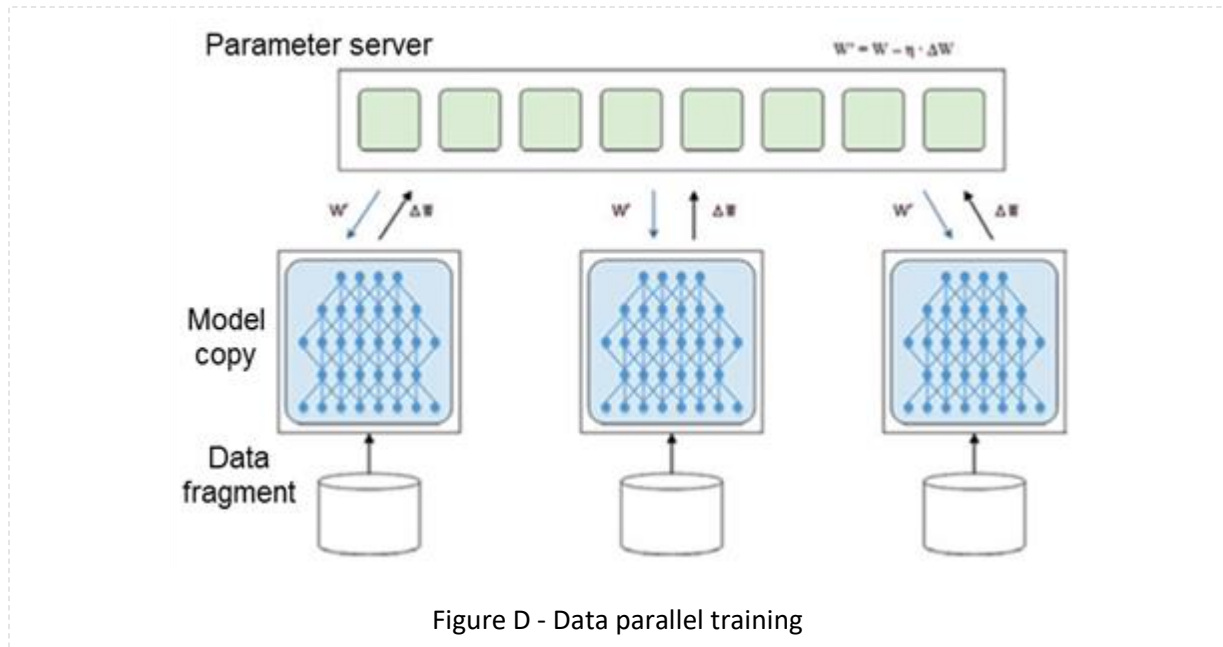 Parameter server
W' = W – η · ΔW
W' ΔW W' ΔW W' ΔW
Model
copy
Data
fragment
Figure D - Data parallel training